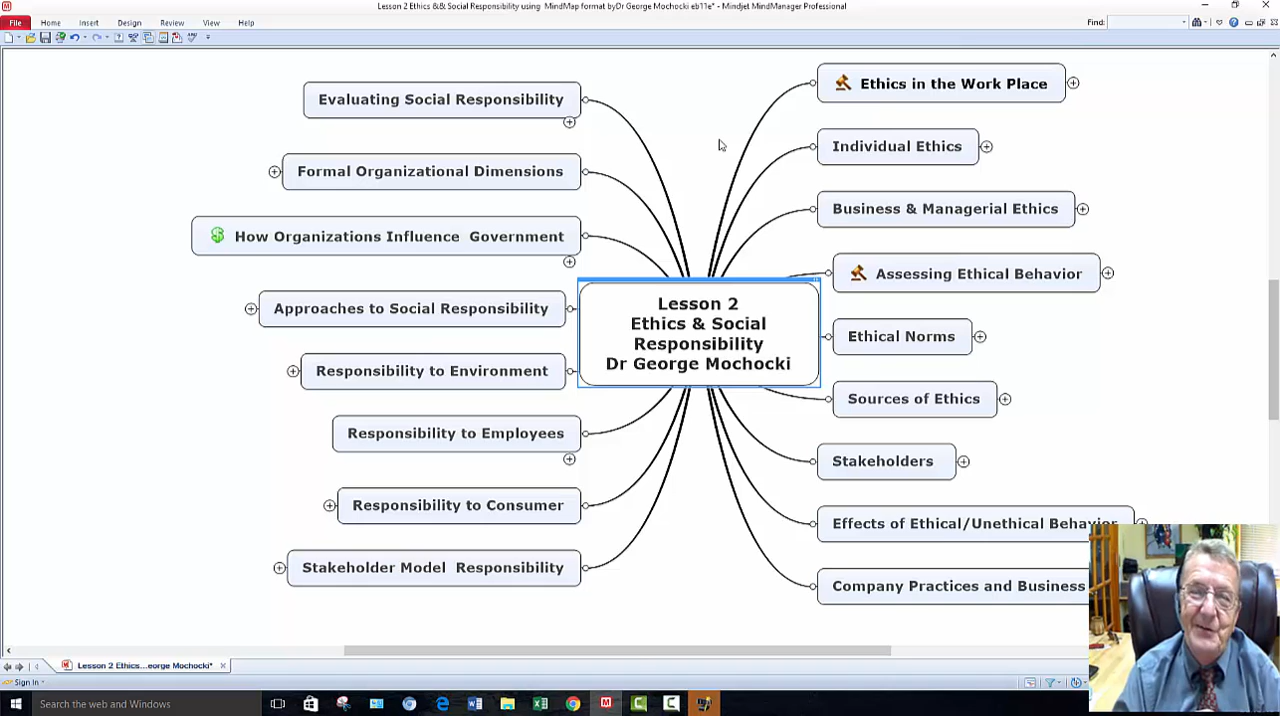 Lesson 2 Ethics && Social Responsibility using MindMap format byDr George Mochocki eb11e* - Mindjet MindManager Professional
File Home Insert Design Review View Help
Find:
Evaluating Social Responsibility
Formal Organizational Dimensions
How Organizations Influence Government
Approaches to Social Responsibility
Responsibility to Environment
Responsibility to Employees
Responsibility to Consumer
Stakeholder Model Responsibility
Lesson 2
Ethics & Social
Responsibility
Dr George Mochocki
Ethics in the Work Place
Individual Ethics
Business & Managerial Ethics
Assessing Ethical Behavior
Ethical Norms
Sources of Ethics
Stakeholders
Effects of Ethical/Unethical Behavior
Company Practices and Business
Lesson 2 Ethics...eorge Mochocki*
Sign In
Search the web and Windows